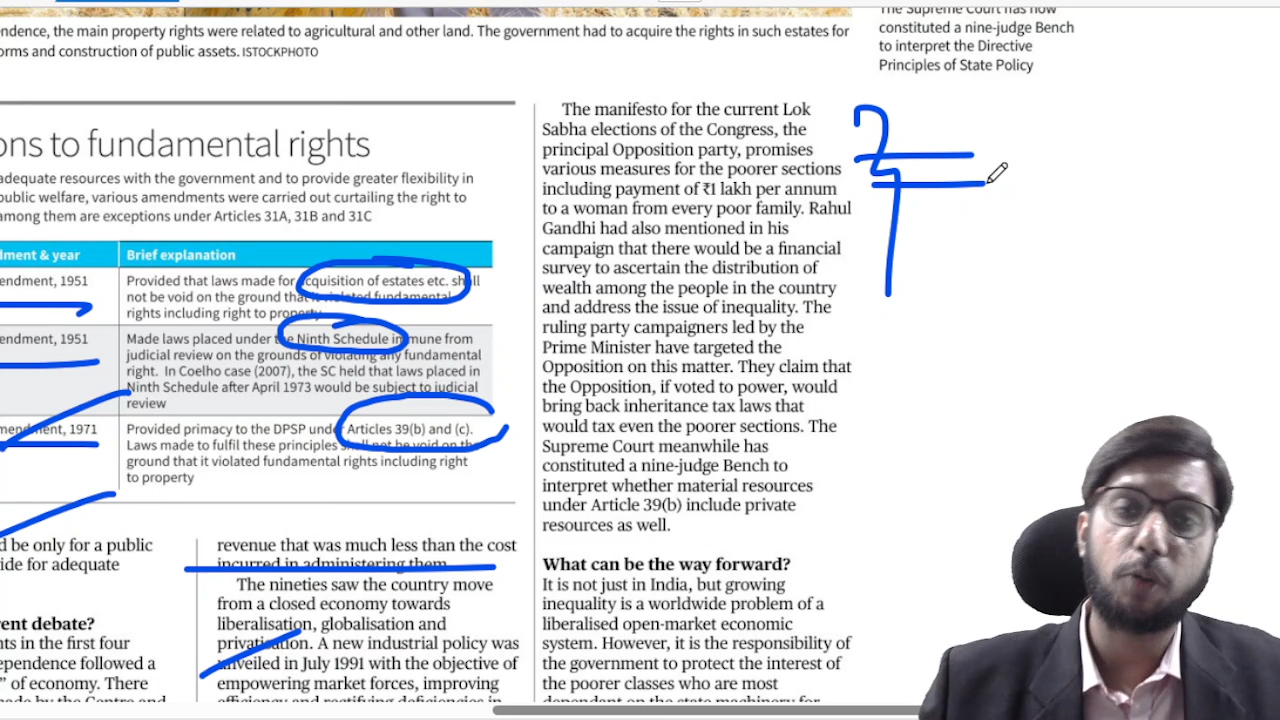 The Supreme Court has now
constituted a nine-judge Bench
to interpret the Directive
Principles of State Policy
endence, the main property rights were related to agricultural and other land. The government had to acquire the rights in such estates for
orms and construction of public assets. ISTOCKPHOTO
ons to fundamental rights
adequate resources with the government and to provide greater flexibility in
public welfare, various amendments were carried out curtailing the right to
among them are exceptions under Articles 31A, 31B and 31C
dment & year
Brief explanation
endment, 1951
Provided that laws made for acquisition of estates etc. shall
not be void on the ground that it violated fundamental
rights including right to property
endment, 1951
Made laws placed under the Ninth Schedule immune from
judicial review on the grounds of violating any fundamental
right. In Coelho case (2007), the SC held that laws placed in
Ninth Schedule after April 1973 would be subject to judicial
review
mendment, 1971
Provided primacy to the DPSP under Articles 39(b) and (c).
Laws made to fulfil these principles shall not be void on the
ground that it violated fundamental rights including right
to property
d be only for a public
ide for adequate
rent debate?
nts in the first four
ependence followed a
" of economy. There
made by the Centre and
revenue that was much less than the cost
incurred in administering them.
The nineties saw the country move
from a closed economy towards
liberalisation, globalisation and
privatisation. A new industrial policy was
unveiled in July 1991 with the objective of
empowering market forces, improving
efficiency and rectifying deficiencies in
The manifesto for the current Lok
Sabha elections of the Congress, the
principal Opposition party, promises
various measures for the poorer sections
including payment of ₹1 lakh per annum
to a woman from every poor family. Rahul
Gandhi had also mentioned in his
campaign that there would be a financial
survey to ascertain the distribution of
wealth among the people in the country
and address the issue of inequality. The
ruling party campaigners led by the
Prime Minister have targeted the
Opposition on this matter. They claim that
the Opposition, if voted to power, would
bring back inheritance tax laws that
would tax even the poorer sections. The
Supreme Court meanwhile has
constituted a nine-judge Bench to
interpret whether material resources
under Article 39(b) include private
resources as well.
What can be the way forward?
It is not just in India, but growing
inequality is a worldwide problem of a
liberalised open-market economic
system. However, it is the responsibility of
the government to protect the interest of
the poorer classes who are most
dependent on the state machinery for